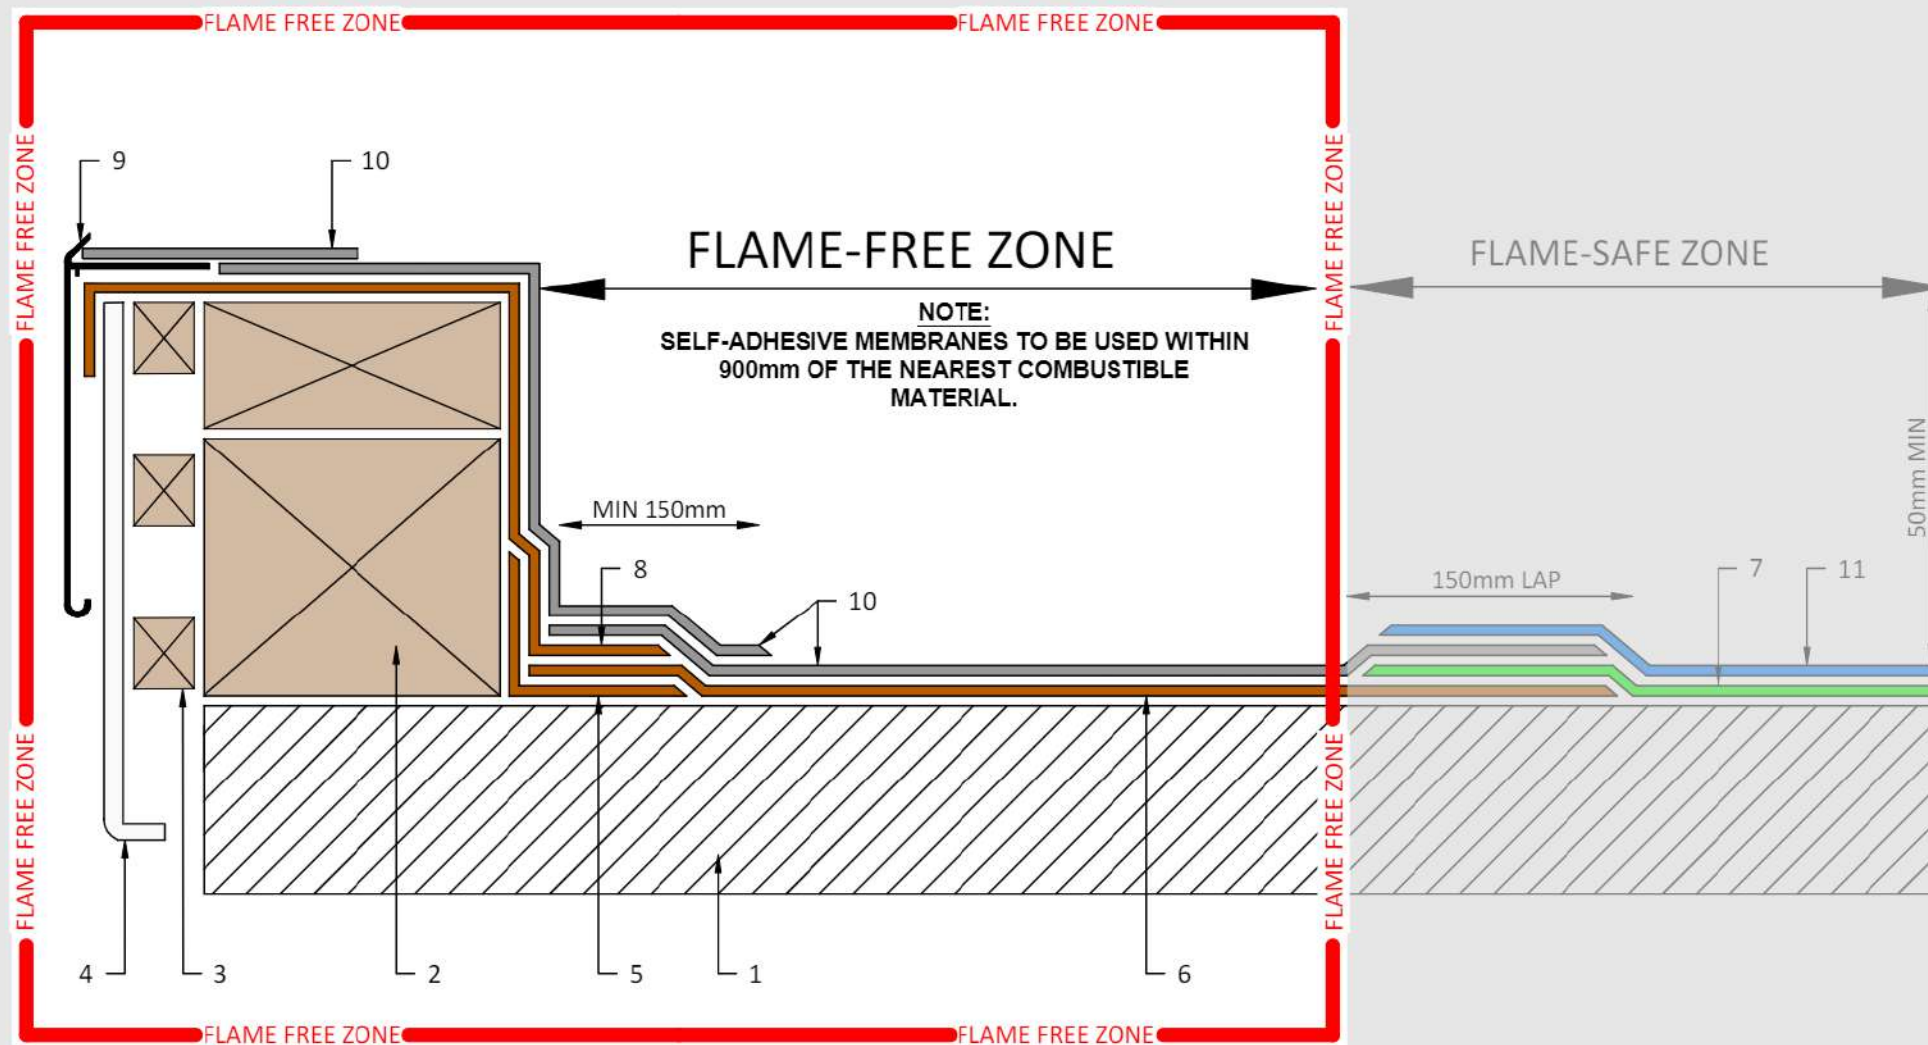 FLAME FREE ZONE
FLAME FREE ZONE
FLAME FREE ZONE
FLAME FREE ZONE
9
10
FLAME-FREE ZONE
FLAME-SAFE ZONE
NOTE:
SELF-ADHESIVE MEMBRANES TO BE USED WITHIN
900mm OF THE NEAREST COMBUSTIBLE
MATERIAL.
50mm MIN
MIN 150mm
8
10
150mm LAP
7
11
FLAME FREE ZONE
FLAME FREE ZONE
4
3
2
5
1
6
FLAME FREE ZONE
FLAME FREE ZONE